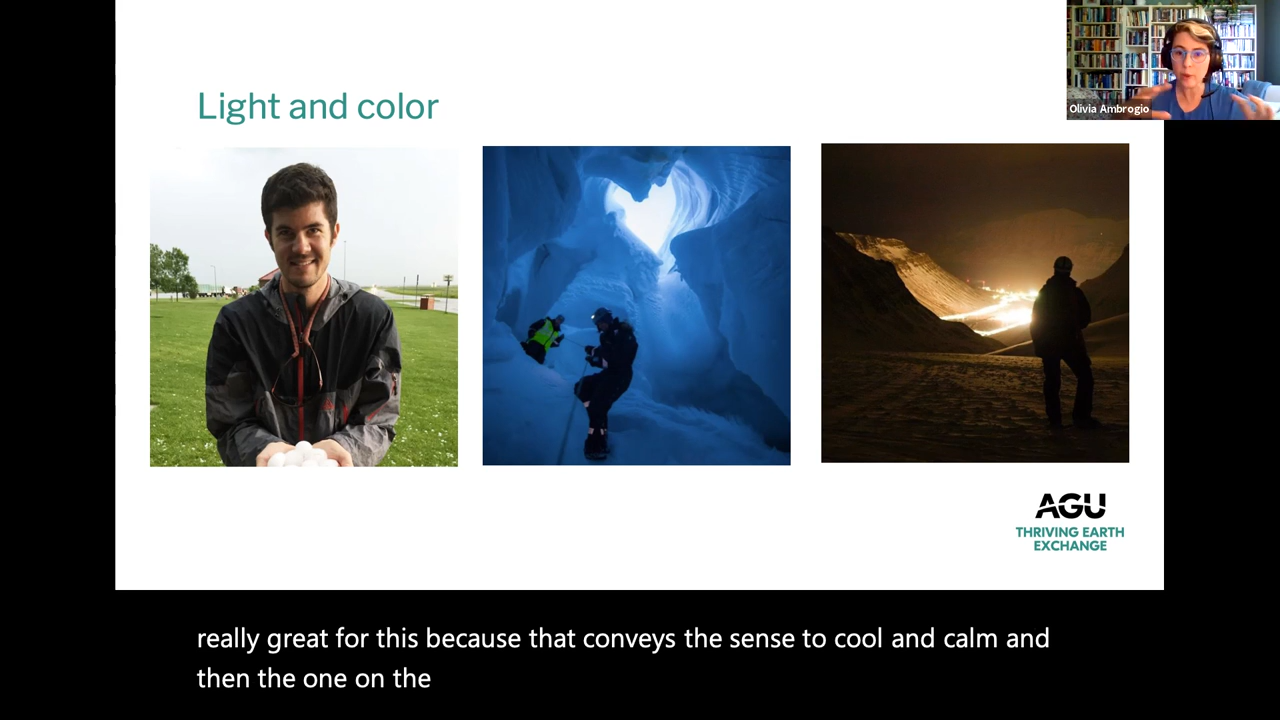 Olivia Ambrogio
Light and color
AGU
THRIVING EARTH
EXCHANGE
really great for this because that conveys the sense to cool and calm and
then the one on the